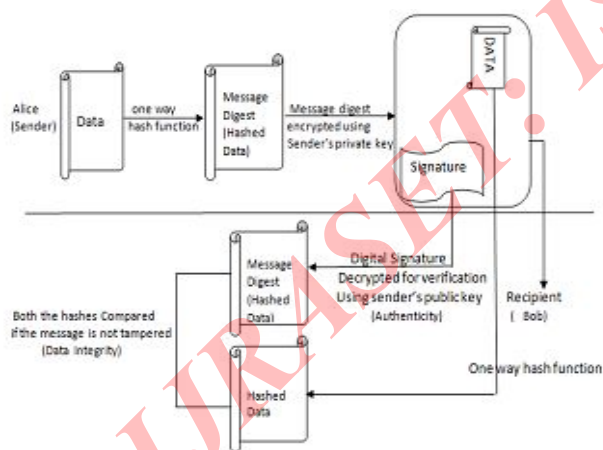 Alice
(Sender)
Data
one way
hash function
Message
Digest
(Hashed
Data)
Message digest
encrypted using
Sender's private key
DATA
Signature
Message
Digest
(Hashed
Data)
Digital Signature
Decrypted for verification
Using sender's public key
(Authenticity)
Recipient
( Bob)
Both the hashes Compared
if the message is not tampered
(Data Integrity)
One way hash function
Hashed
Data
URASET: I